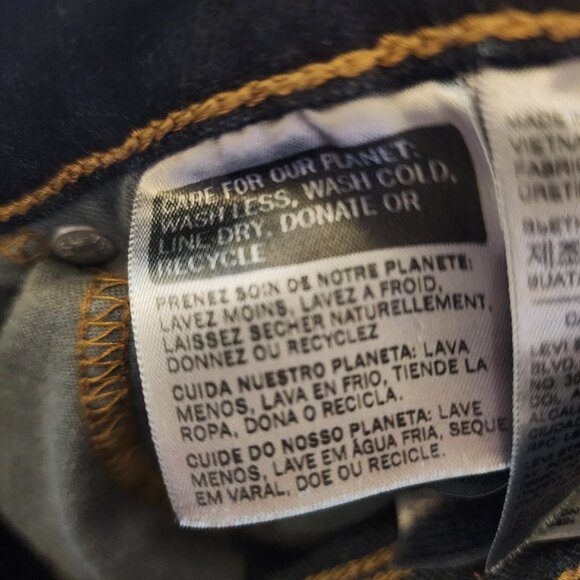 CARE FOR OUR PLANET:
WASH LESS, WASH COLD,
LINE DRY, DONATE OR
RECYCLE
PRENEZ SOIN DE NOTRE PLANETE:
LAVEZ MOINS, LAVEZ A FROID,
LAISSEZ SECHER NATURELLEMENT,
DONNEZ OU RECYCLEZ
CUIDA NUESTRO PLANETA: LAVA
MENOS, LAVA EN FRIO, TIENDE LA
ROPA, DONA O RECICLA.
CUIDE DO NOSSO PLANETA: LAVE
MENOS, LAVE EM ÁGUA FRIA, SEQUE
EM VARAL, DOE OU RECICLE.
MADE
VIETNA
FABRI